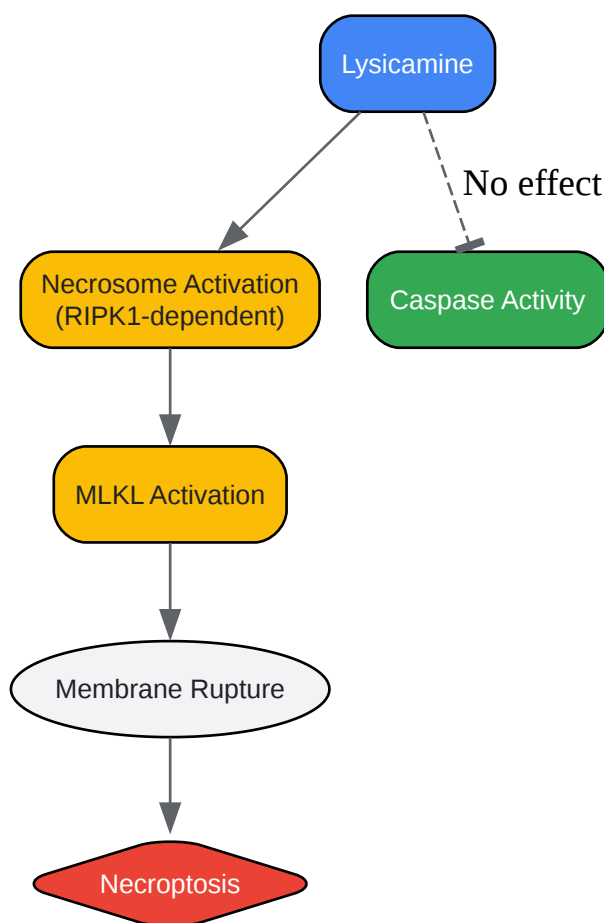 Lysicamine
No effect
Necrosome Activation
(RIPK1-dependent)
Caspase Activity
MLKL Activation
Membrane Rupture
Necroptosis